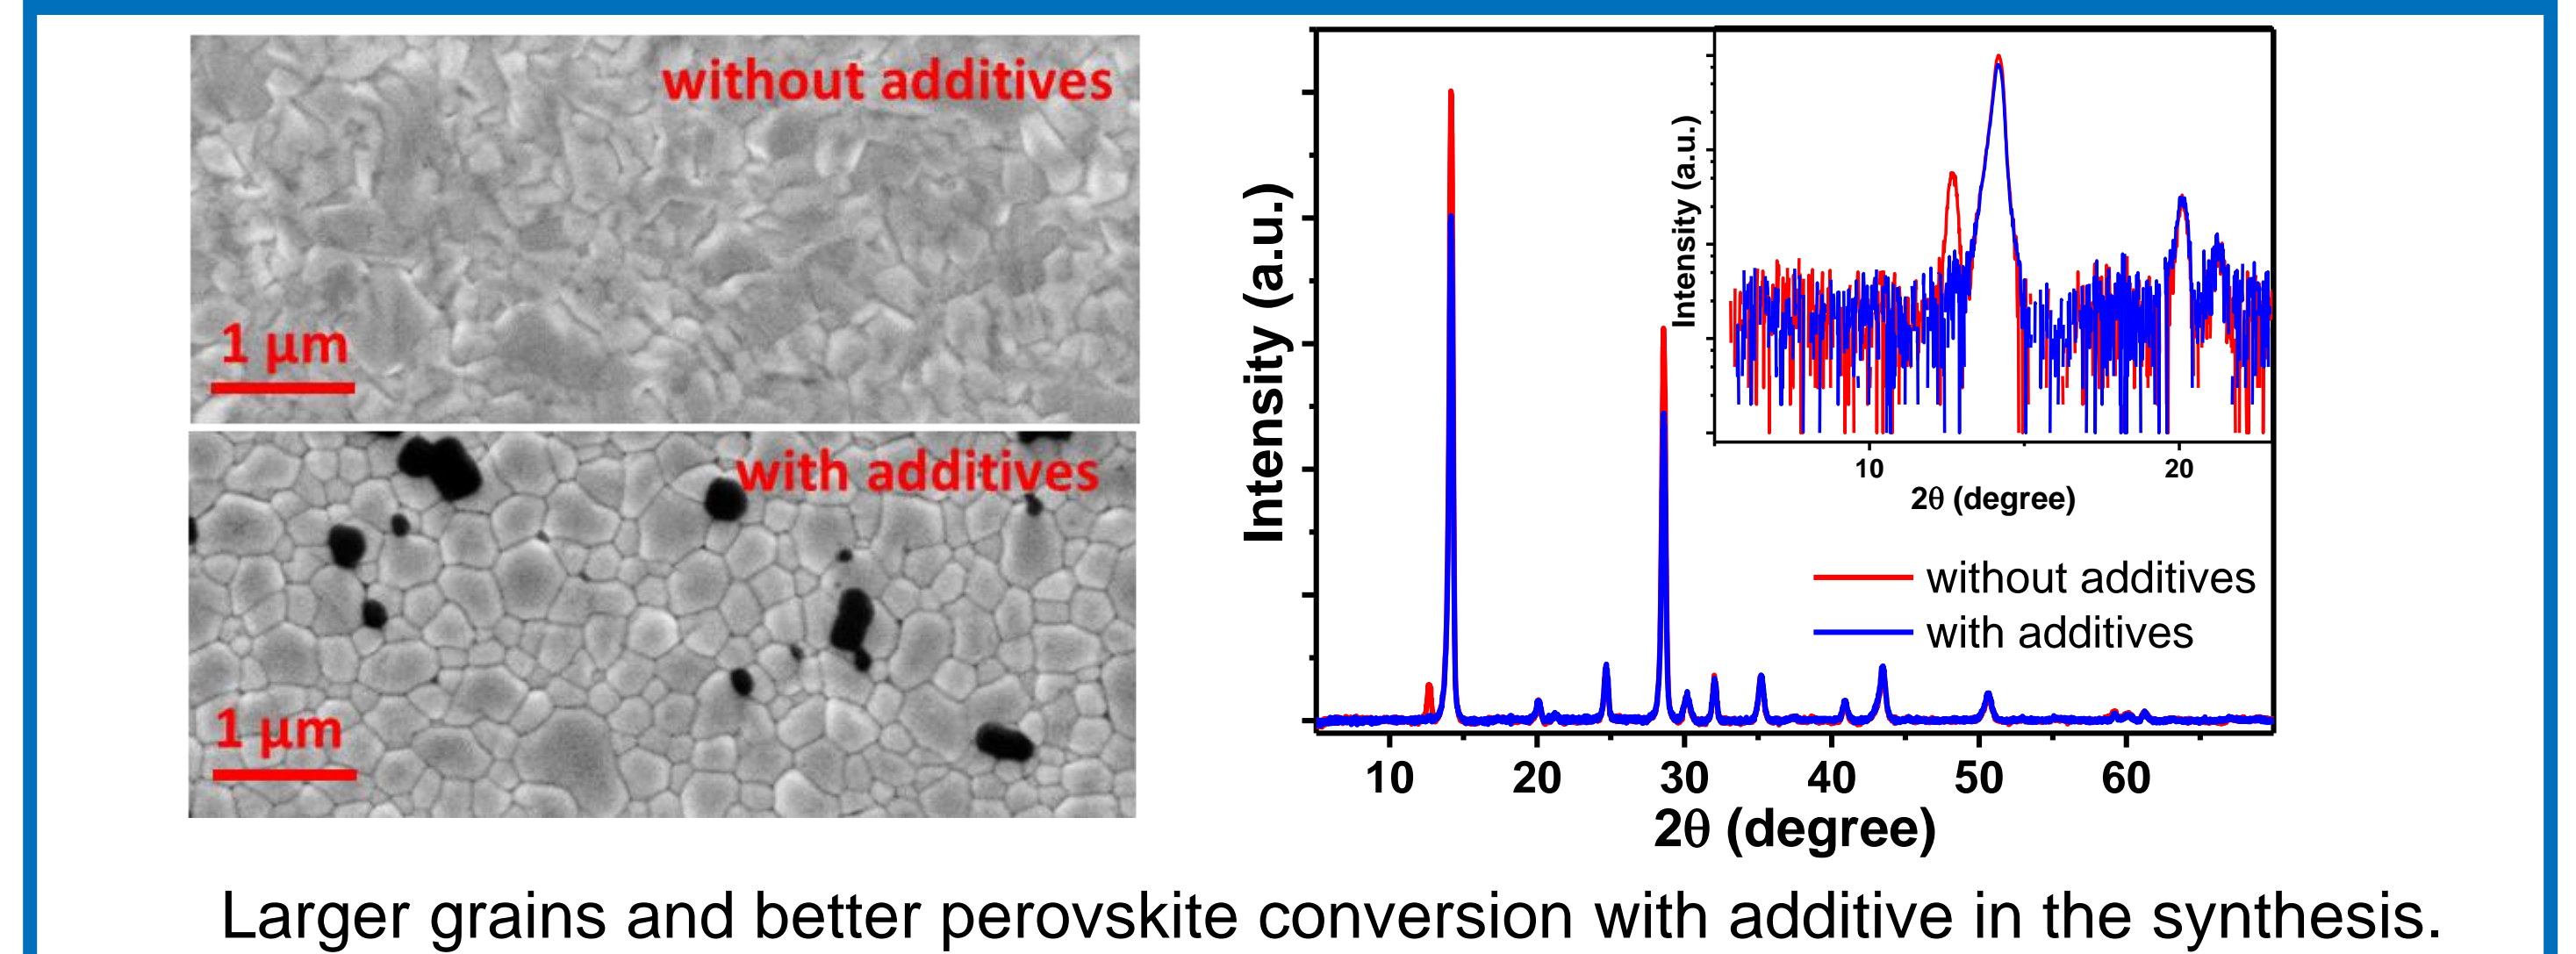 without additives
1 µm
with additives
1 µm
Intensity (a.u.)
10
20
30
40
50
60
2θ (degree)
Intensity (a.u.)
10
20
2θ (degree)
without additives
with additives
Larger grains and better perovskite conversion with additive in the synthesis.